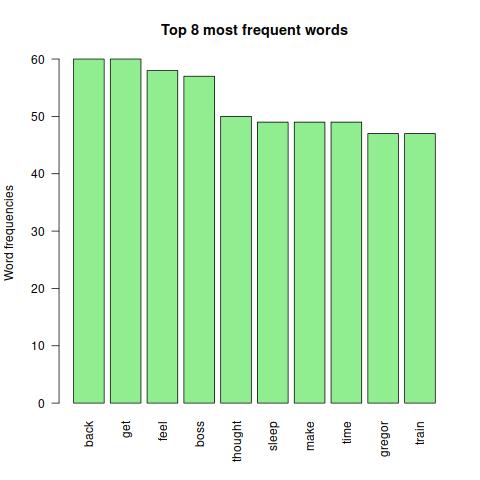 Top 8 most frequent words
Word frequencies
60
50
40
30
20
10
0
back
get
feel
boss
thought
sleep
make
time
gregor
train